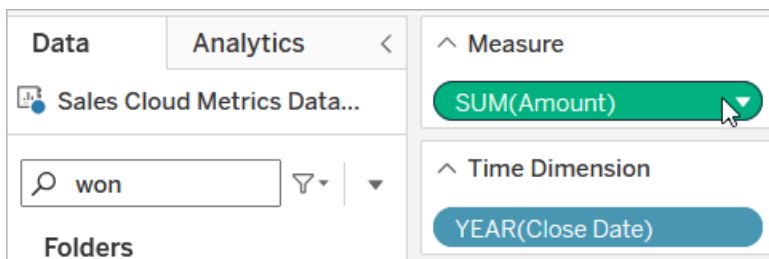 Data
Analytics
Sales Cloud Metrics Data...
won
Folders
Measure
SUM(Amount)
Time Dimension
YEAR(Close Date)